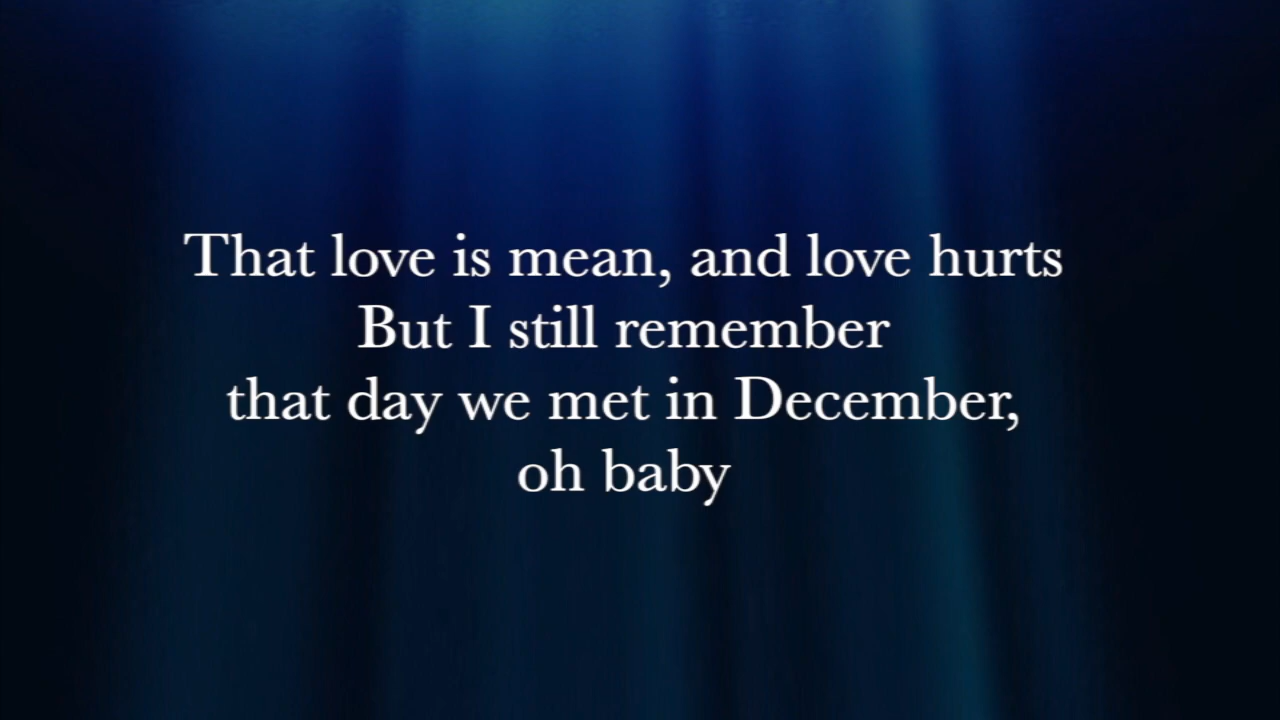 That love is mean, and love hurts
But I still remember
that day we met in December,
oh baby